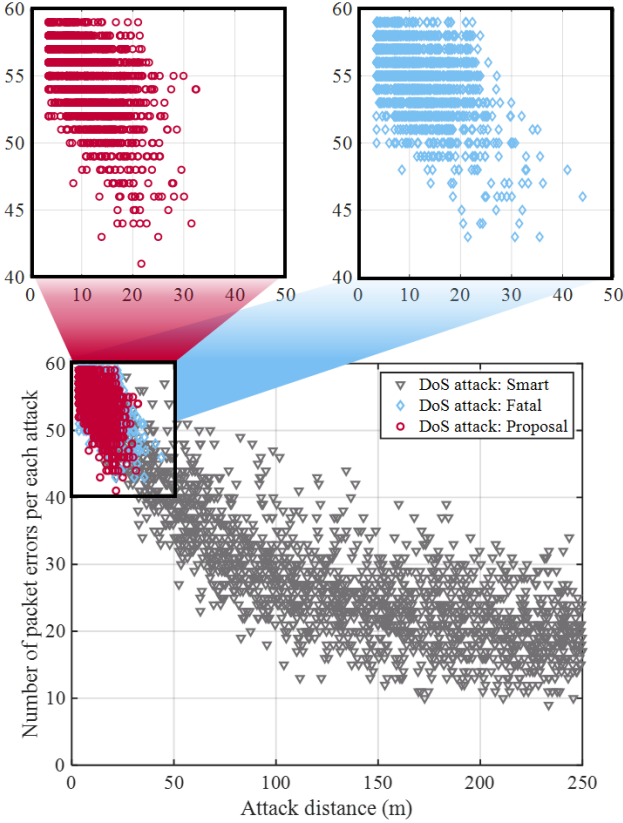 60
55
50
45
40
0 10 20 30 40 50
60
55
50
45
40
0 10 20 30 40 50
60
50
40
30
20
10
0
0 50 100 150 200 250
Number of packet errors per each attack
Attack distance (m)
DoS attack: Smart
DoS attack: Fatal
DoS attack: Proposal